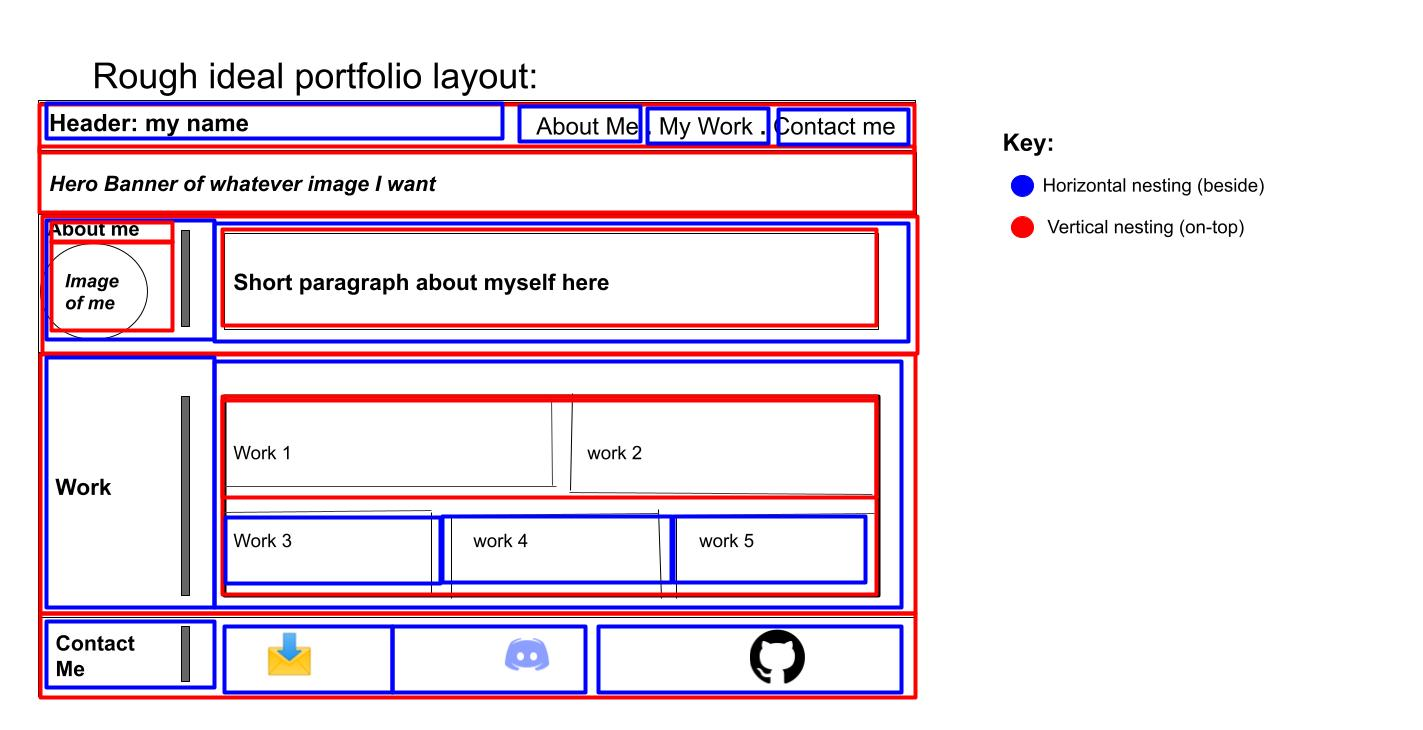 Rough ideal portfolio layout:
Header: my name
About Me . My Work . Contact me
Hero Banner of whatever image I want
About me
Image
of me
Short paragraph about myself here
Work
Work 1
work 2
Work 3
work 4
work 5
Contact
Me
Key:
Horizontal nesting (beside)
Vertical nesting (on-top)